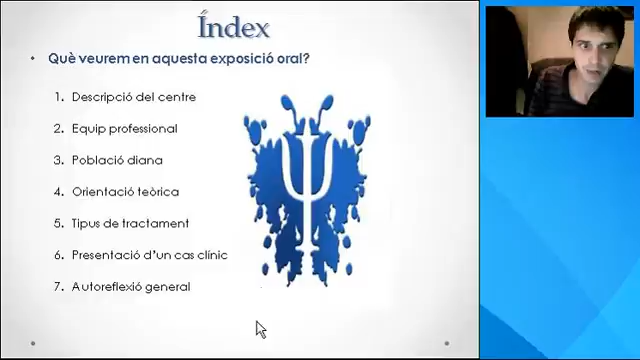 Índex
Què veurem en aquesta exposició oral?
1. Descripció del centre
2. Equip professional
3. Població diana
4. Orientació teòrica
5. Tipus de tractament
6. Presentació d'un cas clínic
7. Autoreflexió general